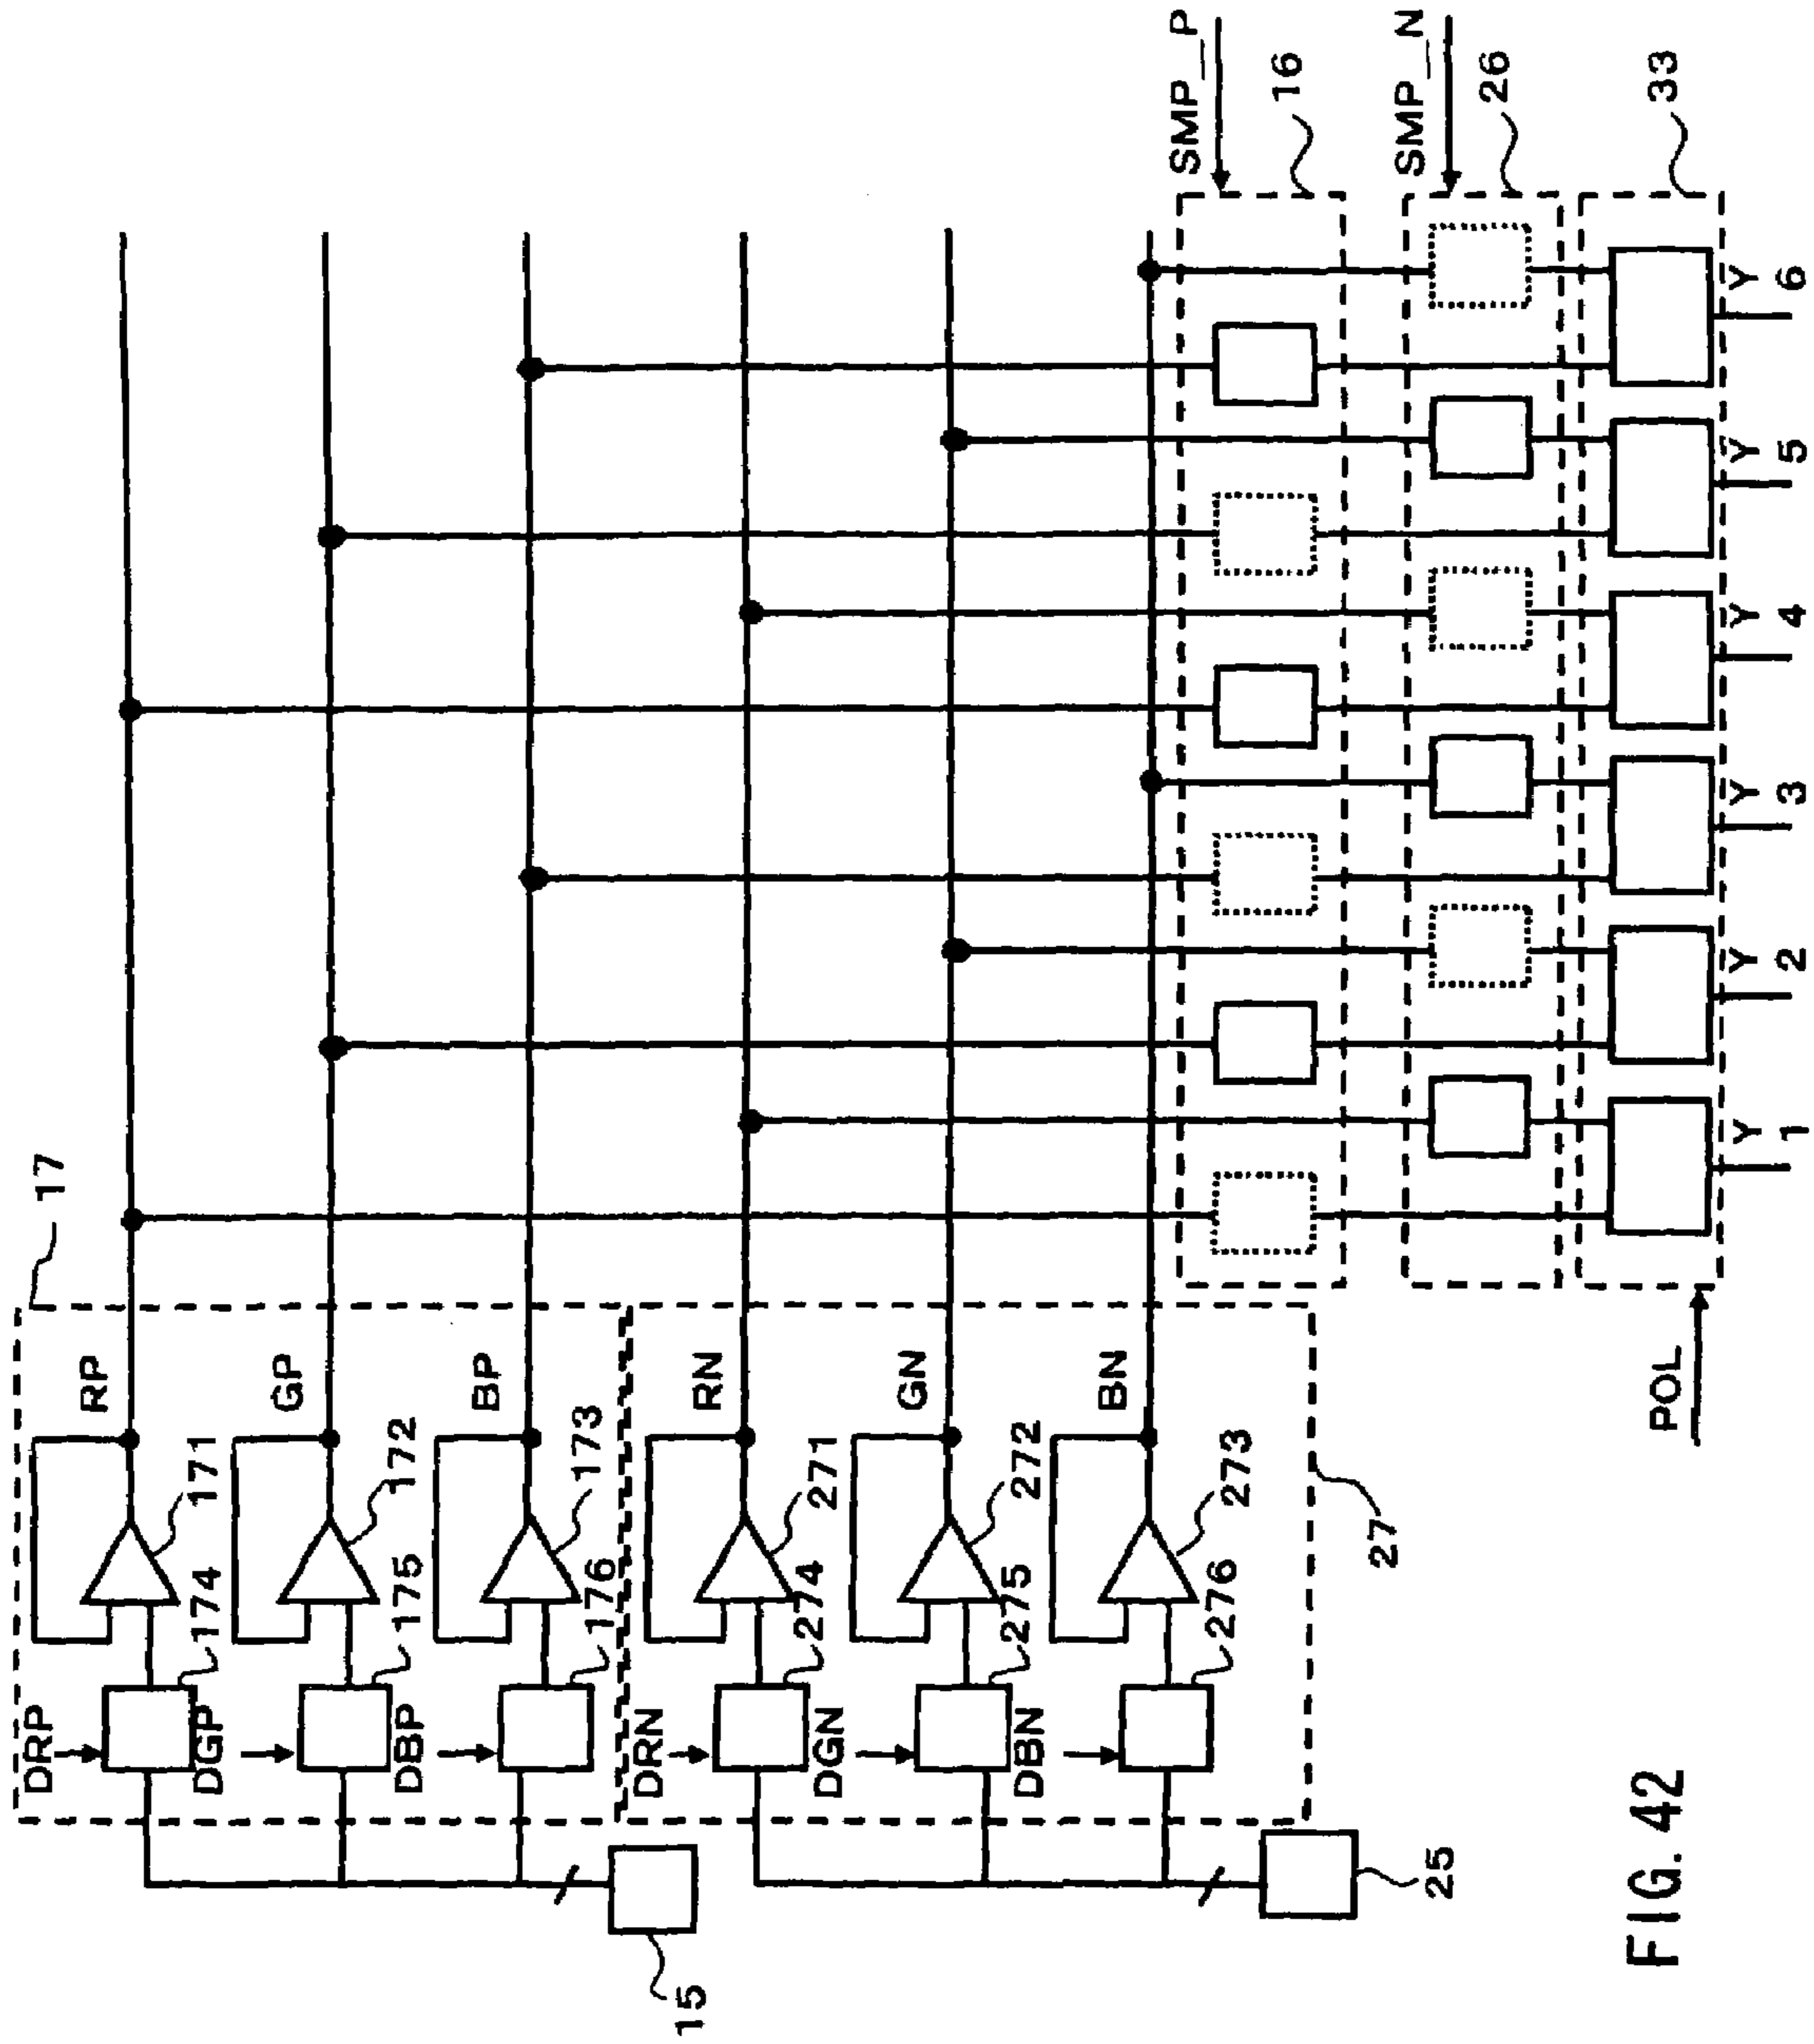 17
RP
GP
BP
RN
GN
BN
171
172
173
271
272
273
174
175
176
274
275
276
DRP
DGP
DBP
DRN
DGN
DBN
15
25
27
POL
SMP_P
16
SMP_N
26
33
Y 1
Y 2
Y 3
Y 4
Y 5
Y 6
FIG. 42